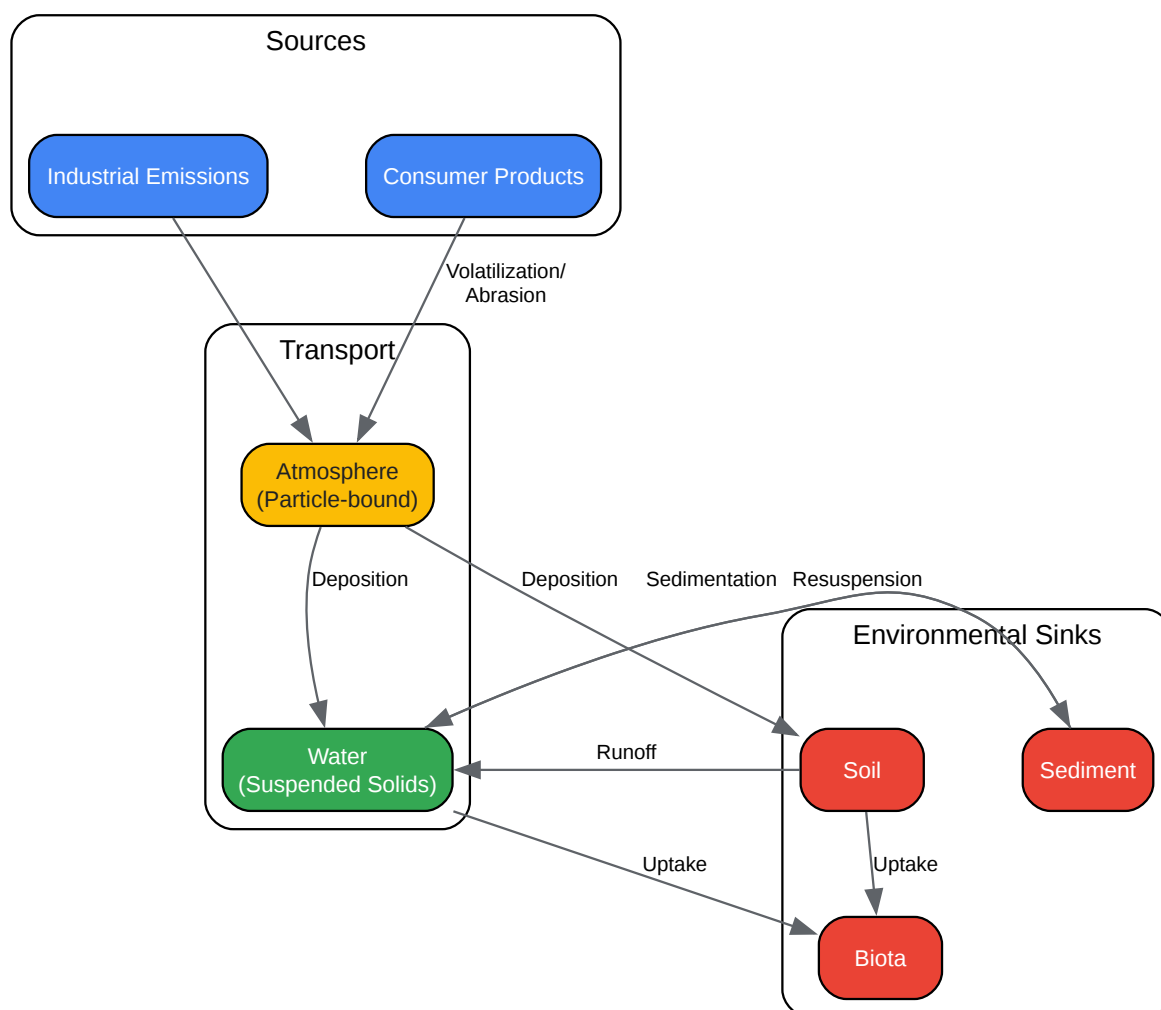 Sources
Industrial Emissions
Consumer Products
Volatilization/
Abrasion
Transport
Atmosphere
(Particle-bound)
Deposition
Deposition
Sedimentation
Resuspension
Environmental Sinks
Water
(Suspended Solids)
Runoff
Soil
Sediment
Uptake
Uptake
Biota